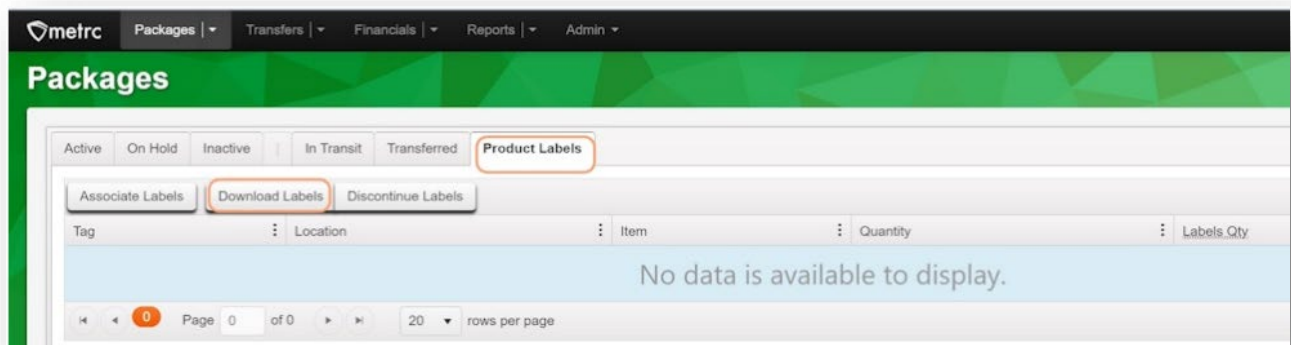 metrc Packages | Transfers | Financials | Reports | Admin
Packages
Active On Hold Inactive | In Transit Transferred Product Labels
Associate Labels Download Labels Discontinue Labels
Tag Location Item Quantity Labels Qty
No data is available to display.
0 Page 0 of 0 20 rows per page